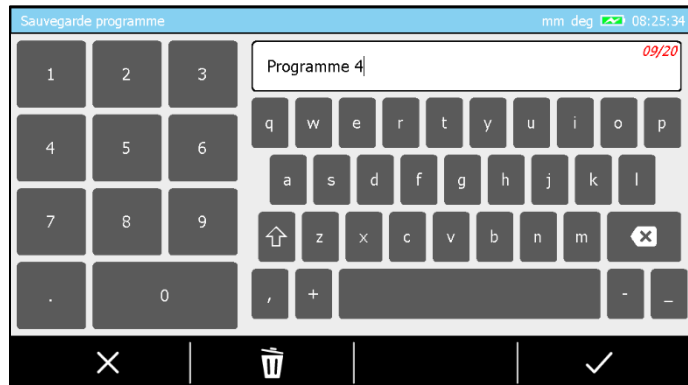 Sauvegarde programme mm deg 08:25:34
Programme 4 09/20
1 2 3
4 5 6
7 8 9
. 0
q w e r t y u i o p
a s d f g h j k l
z x c v b n m
, + - _